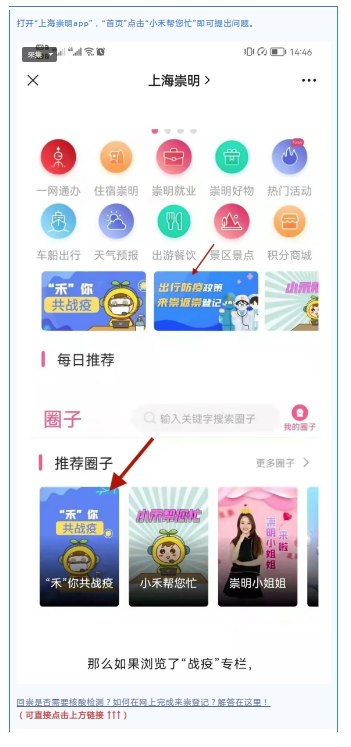 打开“上海崇明app”,“首页”点击“小禾帮您忙”即可提出问题。
采集
14:46
上海崇明
一网通办
住宿崇明
崇明就业
崇明好物
热门活动
车船出行
天气预报
出游餐饮
景区景点
积分商城
“禾”你
共战疫
出行防疫政策
来崇返崇登记
小禾
每日推荐
圈子
输入关键字搜索圈子
我的圈子
推荐圈子
更多圈子
“禾”你
共战疫
“禾”你共战疫
小禾帮您忙
小禾帮您忙
崇明小姐姐
来啦
崇明小姐姐
那么如果浏览了“战疫”专栏,
回崇是否需要核酸检测?如何在网上完成来崇登记?解答在这里!
(可直接点击上方链接↑↑↑)